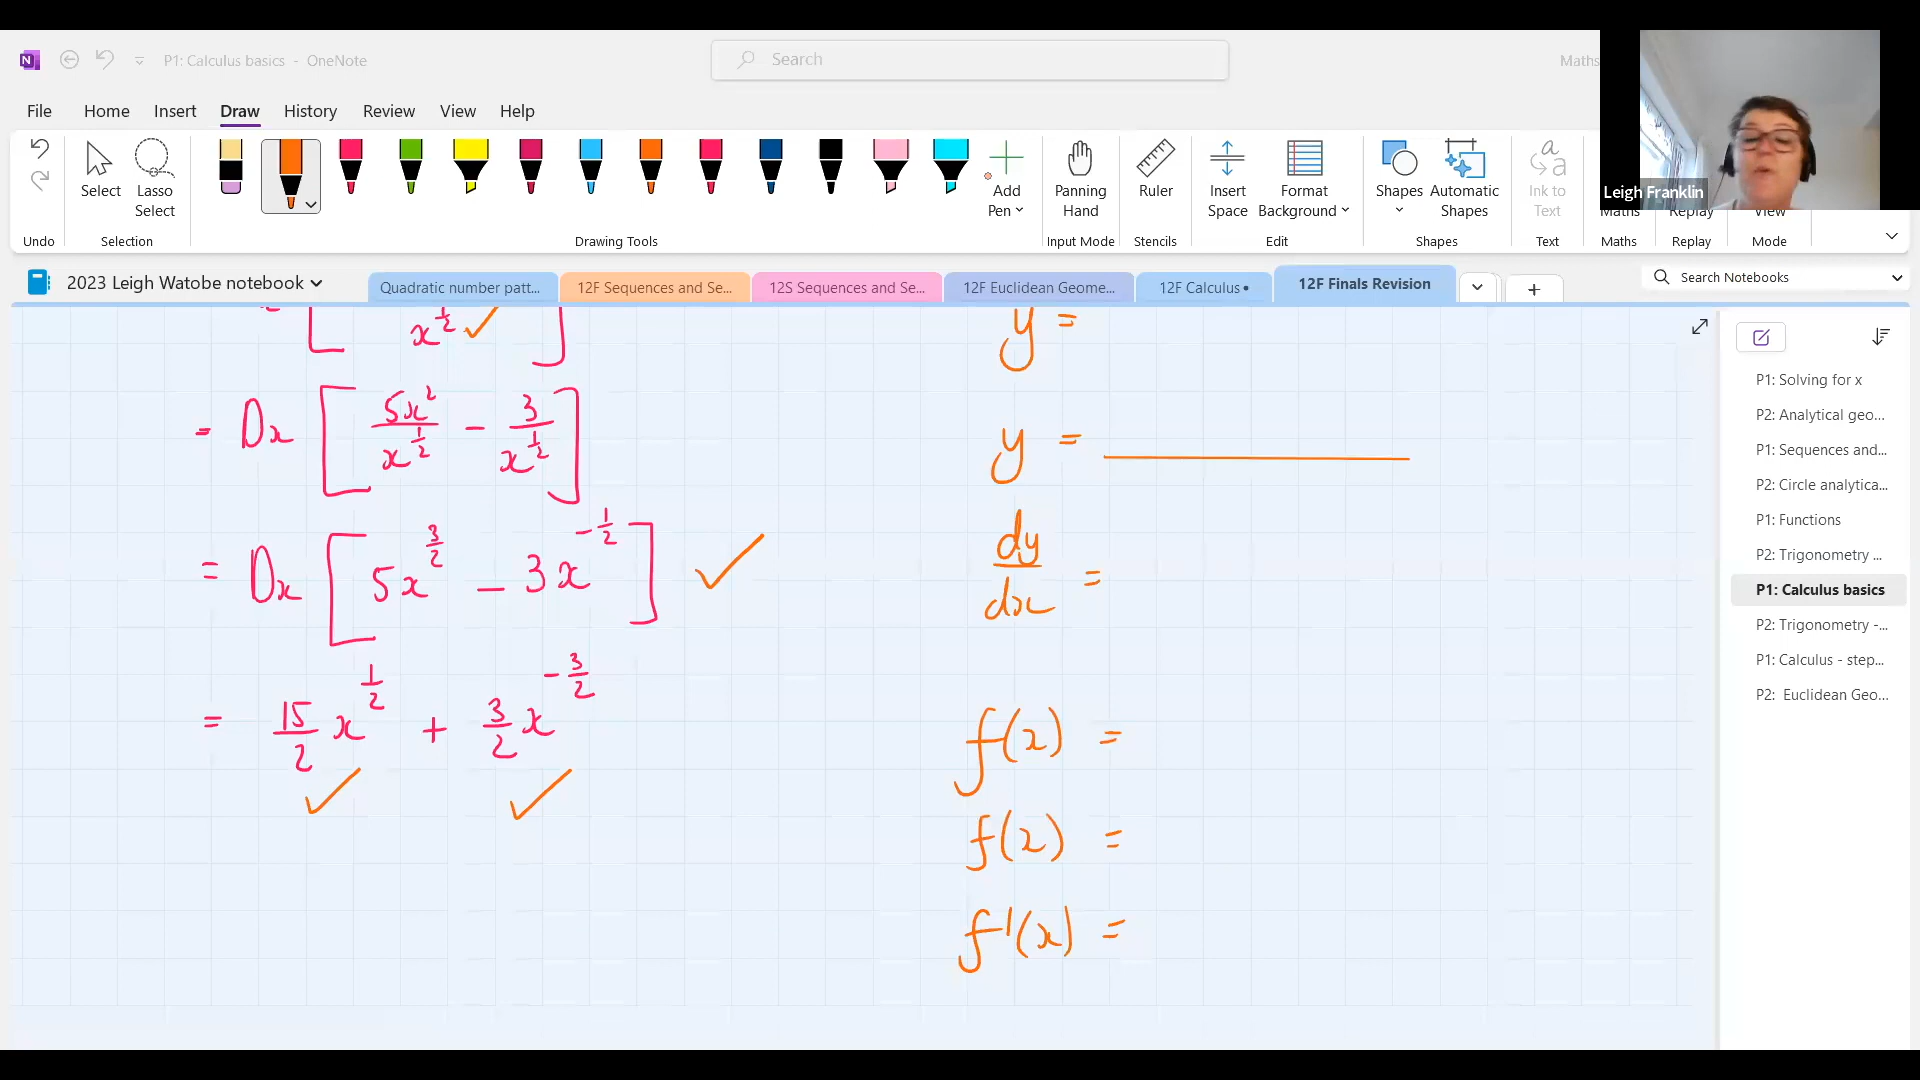 P1: Calculus basics - OneNote
Search
Maths
File Home Insert Draw History Review View Help
Undo
Select
Lasso Select
Selection
Drawing Tools
Add Pen
Panning Hand
Input Mode
Ruler
Stencils
Insert Space
Format Background
Edit
Shapes
Automatic Shapes
Shapes
Ink to Text
Text
Maths
Maths
Replay
Replay
View
Mode
Leigh Franklin
2023 Leigh Watobe notebook
Quadratic number patt...
12F Sequences and Se...
12S Sequences and Se...
12F Euclidean Geome...
12F Calculus •
12F Finals Revision
Search Notebooks
P1: Solving for x
P2: Analytical geo...
P1: Sequences and...
P2: Circle analytica...
P1: Functions
P2: Trigonometry ...
P1: Calculus basics
P2: Trigonometry -...
P1: Calculus - step...
P2: Euclidean Geo...
x^{1/2} ✓ ]
= Dx [ 5x²/x^{1/2} − 3/x^{1/2} ]
= Dx [ 5x^{3/2} − 3x^{-1/2} ] ✓
= 15/2 x^{1/2} + 3/2 x^{-3/2}
✓ ✓
y =
y =
dy/dx =
f(x) =
f(2) =
f'(x) =